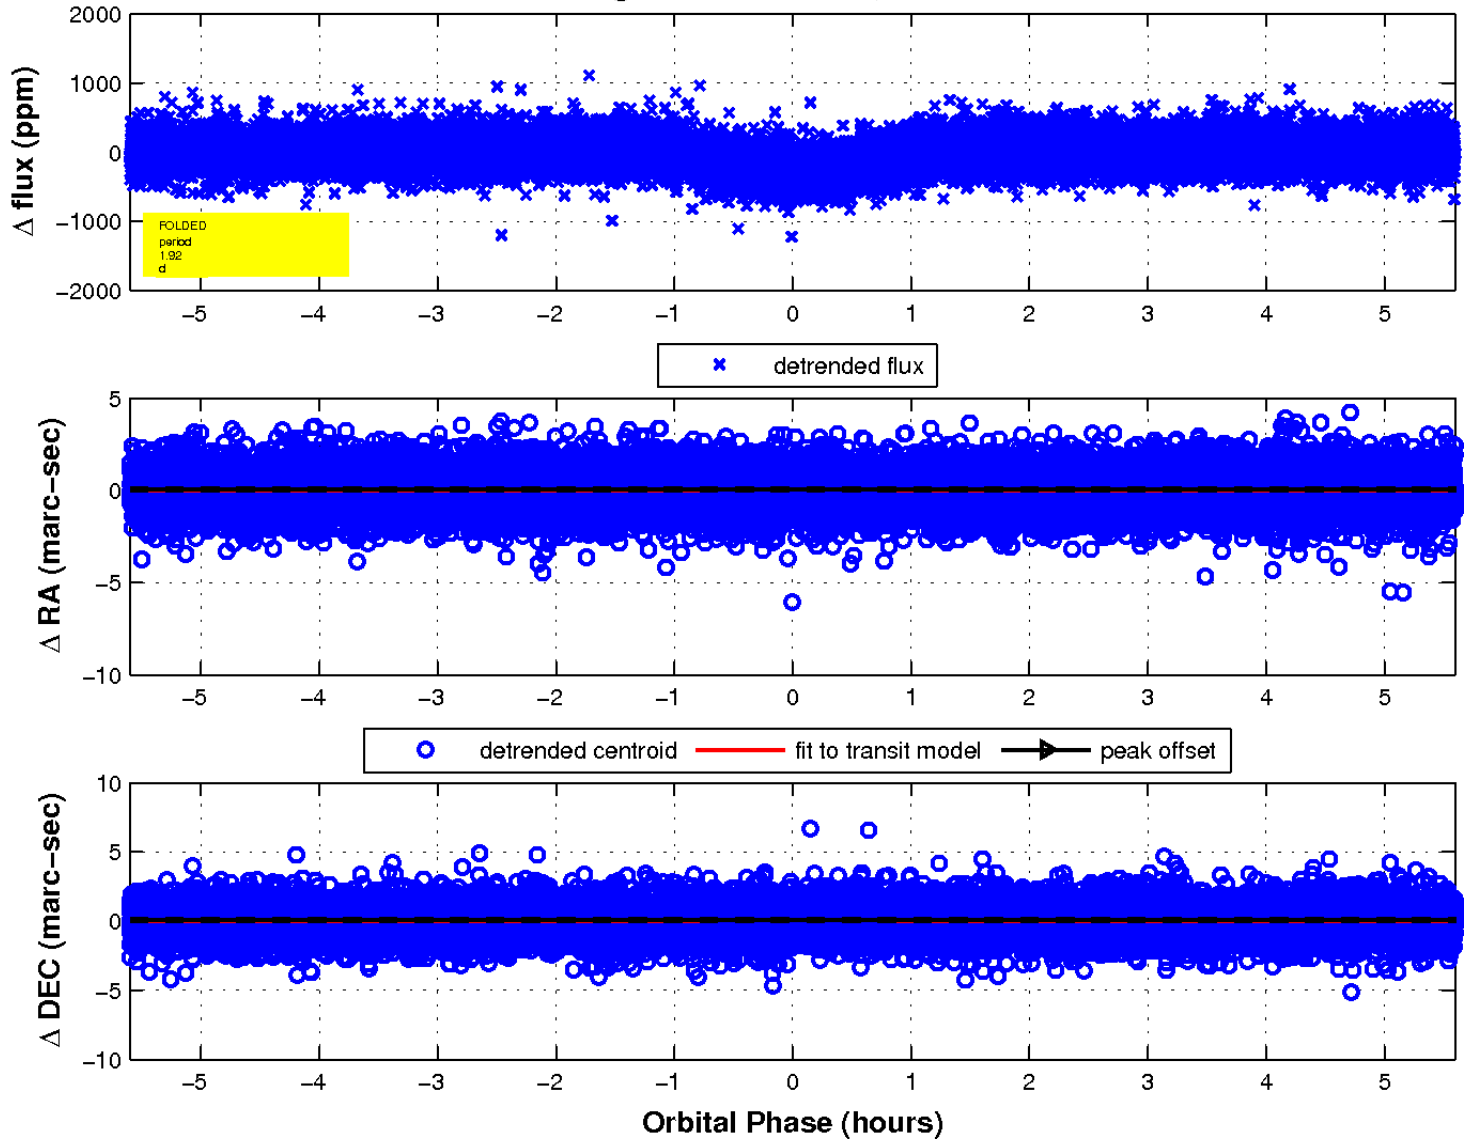 2000
1000
0
−1000
−2000
Δ flux (ppm)
FOLDED
period
1.92
d
−5 −4 −3 −2 −1 0 1 2 3 4 5
detrended flux
5
0
−5
−10
Δ RA (marc−sec)
−5 −4 −3 −2 −1 0 1 2 3 4 5
detrended centroid fit to transit model peak offset
10
5
0
−5
−10
Δ DEC (marc−sec)
−5 −4 −3 −2 −1 0 1 2 3 4 5
Orbital Phase (hours)